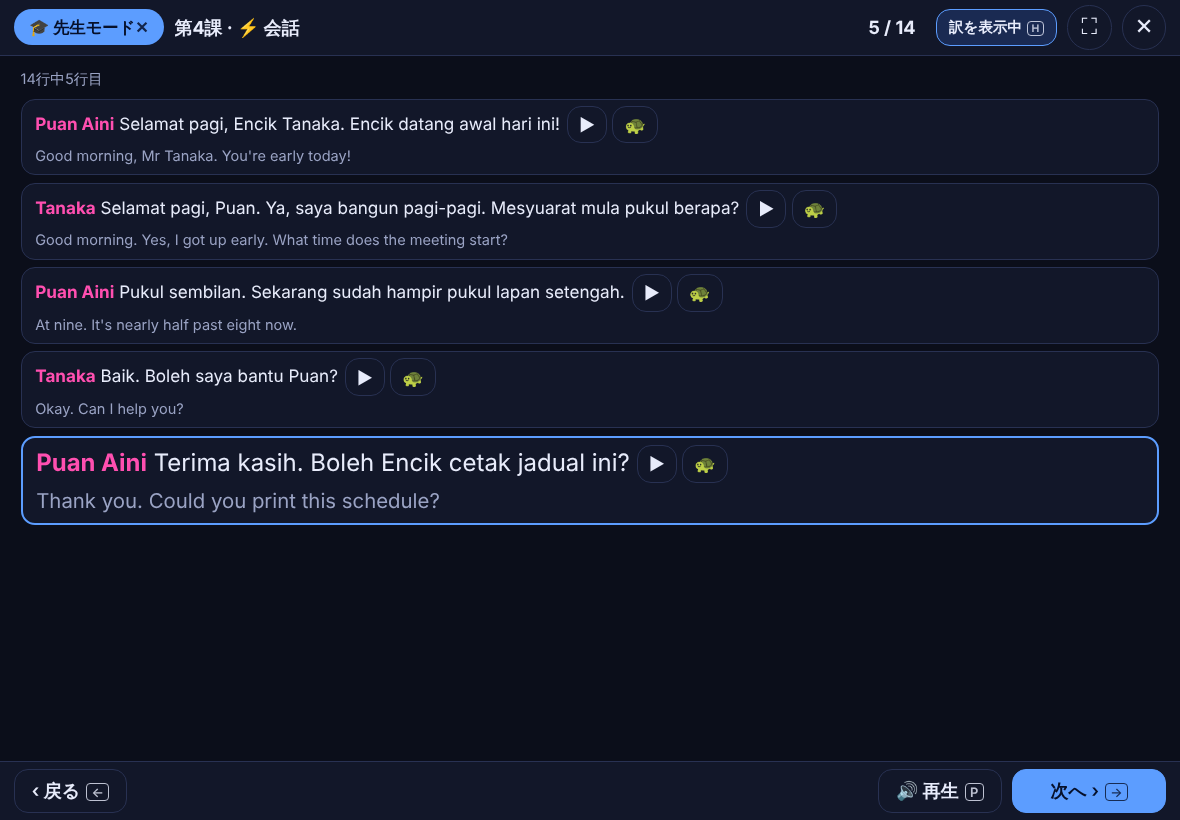 🎓 先生モード✕ 第4課 · ⚡ 会話 5 / 14 訳を表示中 H ✕
14行中5行目
Puan Aini Selamat pagi, Encik Tanaka. Encik datang awal hari ini! ▶ 🐢
Good morning, Mr Tanaka. You're early today!
Tanaka Selamat pagi, Puan. Ya, saya bangun pagi-pagi. Mesyuarat mula pukul berapa? ▶ 🐢
Good morning. Yes, I got up early. What time does the meeting start?
Puan Aini Pukul sembilan. Sekarang sudah hampir pukul lapan setengah. ▶ 🐢
At nine. It's nearly half past eight now.
Tanaka Baik. Boleh saya bantu Puan? ▶ 🐢
Okay. Can I help you?
Puan Aini Terima kasih. Boleh Encik cetak jadual ini? ▶ 🐢
Thank you. Could you print this schedule?
‹ 戻る ← 🔊 再生 P 次へ › →